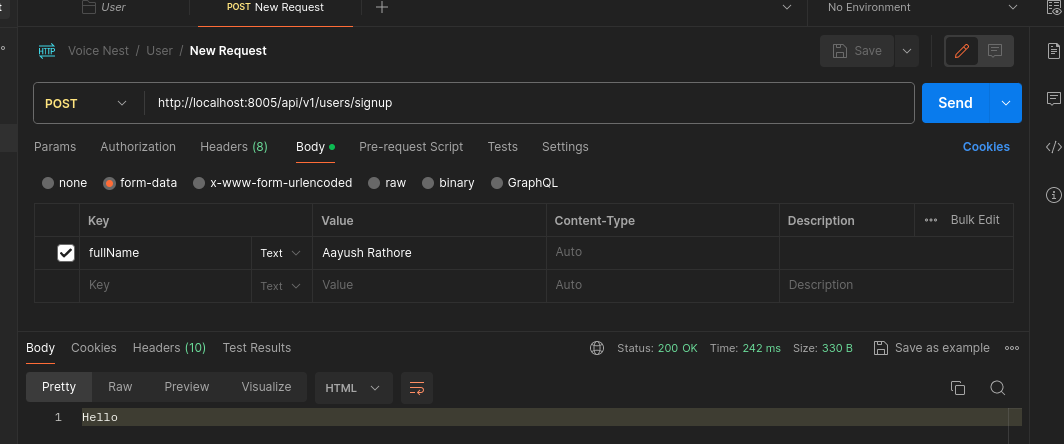 t
User
POST New Request
No Environment
HTTP Voice Nest / User / New Request
Save
POST http://localhost:8005/api/v1/users/signup Send
Params Authorization Headers (8) Body Pre-request Script Tests Settings Cookies
none form-data x-www-form-urlencoded raw binary GraphQL
Key Value Content-Type Description Bulk Edit
fullName Text Aayush Rathore Auto
Key Text Value Auto Description
Body Cookies Headers (10) Test Results Status: 200 OK Time: 242 ms Size: 330 B Save as example
Pretty Raw Preview Visualize HTML
1 Hello